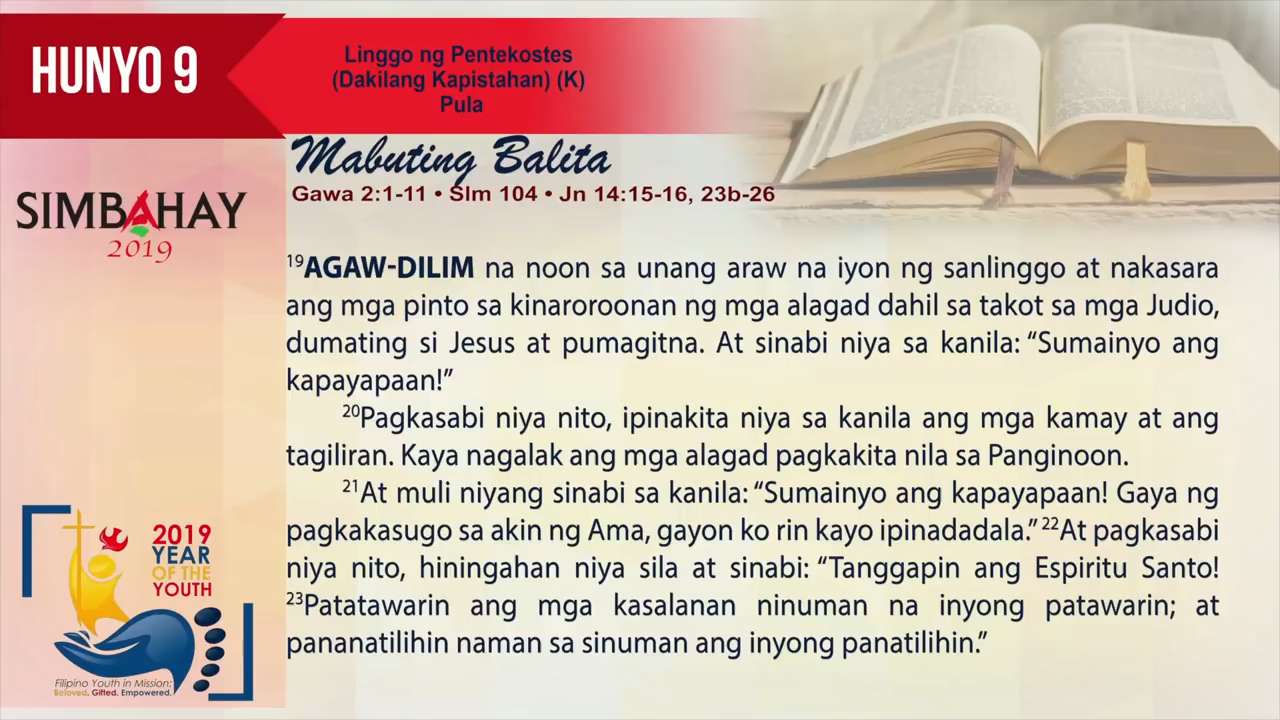 HUNYO 9
Linggo ng Pentekostes
(Dakilang Kapistahan) (K)
Pula
Mabuting Balita
Gawa 2:1-11 • Slm 104 • Jn 14:15-16, 23b-26
SIMBAHAY
2019
19AGAW-DILIM na noon sa unang araw na iyon ng sanlinggo at nakasara
ang mga pinto sa kinaroroonan ng mga alagad dahil sa takot sa mga Judio,
dumating si Jesus at pumagitna. At sinabi niya sa kanila: “Sumainyo ang
kapayapaan!”
20Pagkasabi niya nito, ipinakita niya sa kanila ang mga kamay at ang
tagiliran. Kaya nagalak ang mga alagad pagkakita nila sa Panginoon.
21At muli niyang sinabi sa kanila: “Sumainyo ang kapayapaan! Gaya ng
pagkakasugo sa akin ng Ama, gayon ko rin kayo ipinadadala.” 22At pagkasabi
niya nito, hiningahan niya sila at sinabi: “Tanggapin ang Espiritu Santo!
23Patatawarin ang mga kasalanan ninuman na inyong patawarin; at
pananatilihin naman sa sinuman ang inyong panatilihin.”
2019
YEAR
OF THE
YOUTH
Filipino Youth in Mission:
Beloved. Gifted. Empowered.